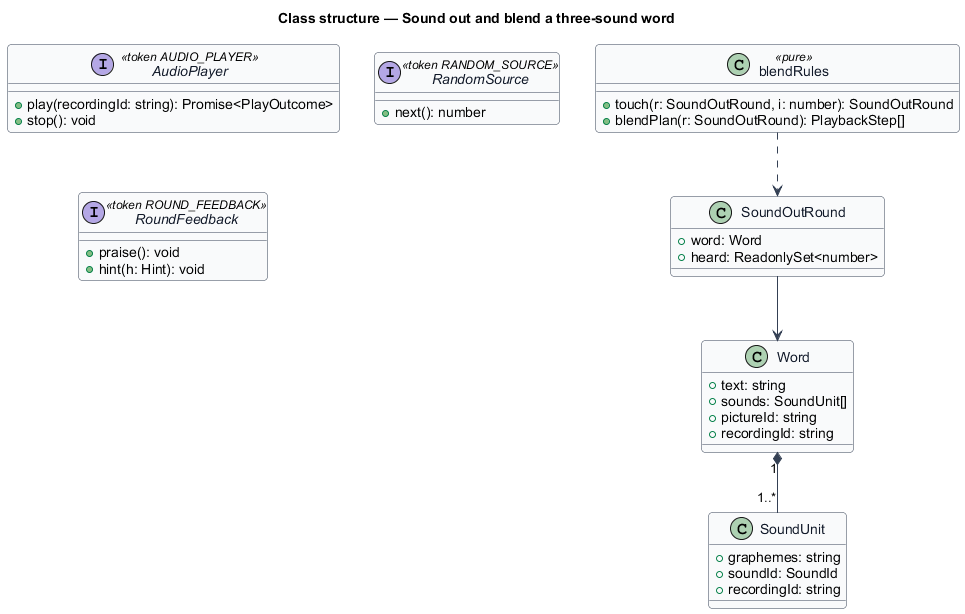 Class structure — Sound out and blend a three-sound word
I
«token AUDIO_PLAYER»
AudioPlayer
play(recordingId: string): Promise<PlayOutcome>
stop(): void
I
«token RANDOM_SOURCE»
RandomSource
next(): number
C
«pure»
blendRules
touch(r: SoundOutRound, i: number): SoundOutRound
blendPlan(r: SoundOutRound): PlaybackStep[]
I
«token ROUND_FEEDBACK»
RoundFeedback
praise(): void
hint(h: Hint): void
C
SoundOutRound
word: Word
heard: ReadonlySet<number>
C
Word
text: string
sounds: SoundUnit[]
pictureId: string
recordingId: string
1
1..*
C
SoundUnit
graphemes: string
soundId: SoundId
recordingId: string